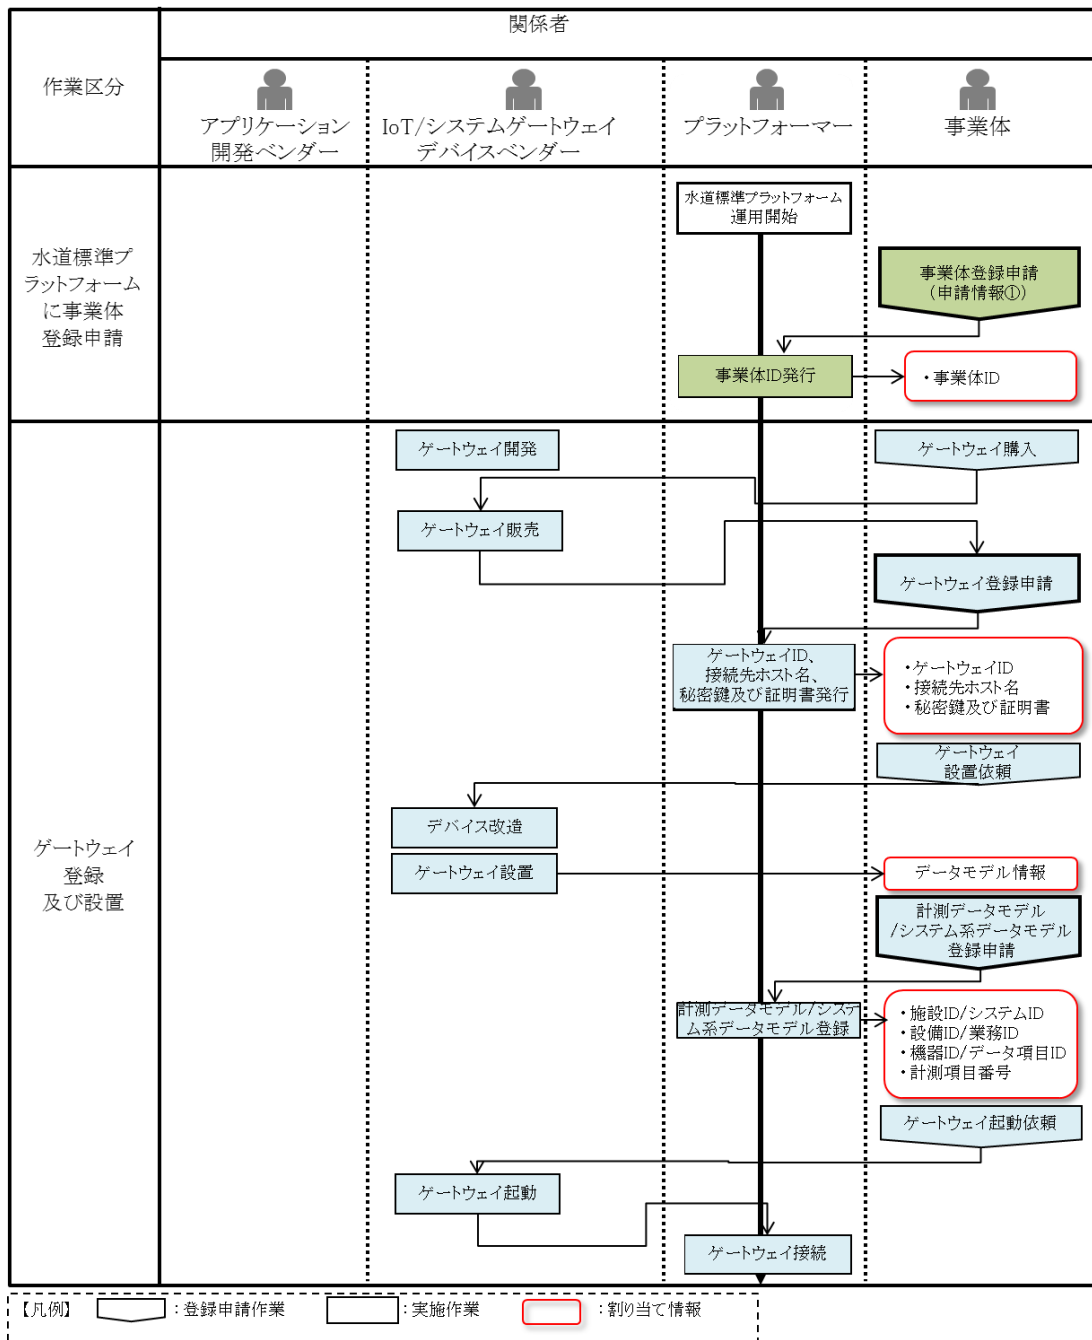 関係者
作業区分
アプリケーション
開発ベンダー
IoT/システムゲートウェイ
デバイスベンダー
プラットフォーマー
事業体
水道標準プ
ラットフォーム
に事業体
登録申請
水道標準プラットフォーム
運用開始
事業体登録申請
(申請情報①)
事業体ID発行
・事業体ID
ゲートウェイ
登録
及び設置
ゲートウェイ開発
ゲートウェイ購入
ゲートウェイ販売
ゲートウェイ登録申請
ゲートウェイID、
接続先ホスト名、
秘密鍵及び証明書発行
・ゲートウェイID
・接続先ホスト名
・秘密鍵及び証明書
ゲートウェイ
設置依頼
デバイス改造
ゲートウェイ設置
データモデル情報
計測データモデル
/システム系データモデル
登録申請
計測データモデル/システ
ム系データモデル登録
・施設ID/システムID
・設備ID/業務ID
・機器ID/データ項目ID
・計測項目番号
ゲートウェイ起動依頼
ゲートウェイ起動
ゲートウェイ接続
【凡例】
：登録申請作業
：実施作業
：割り当て情報